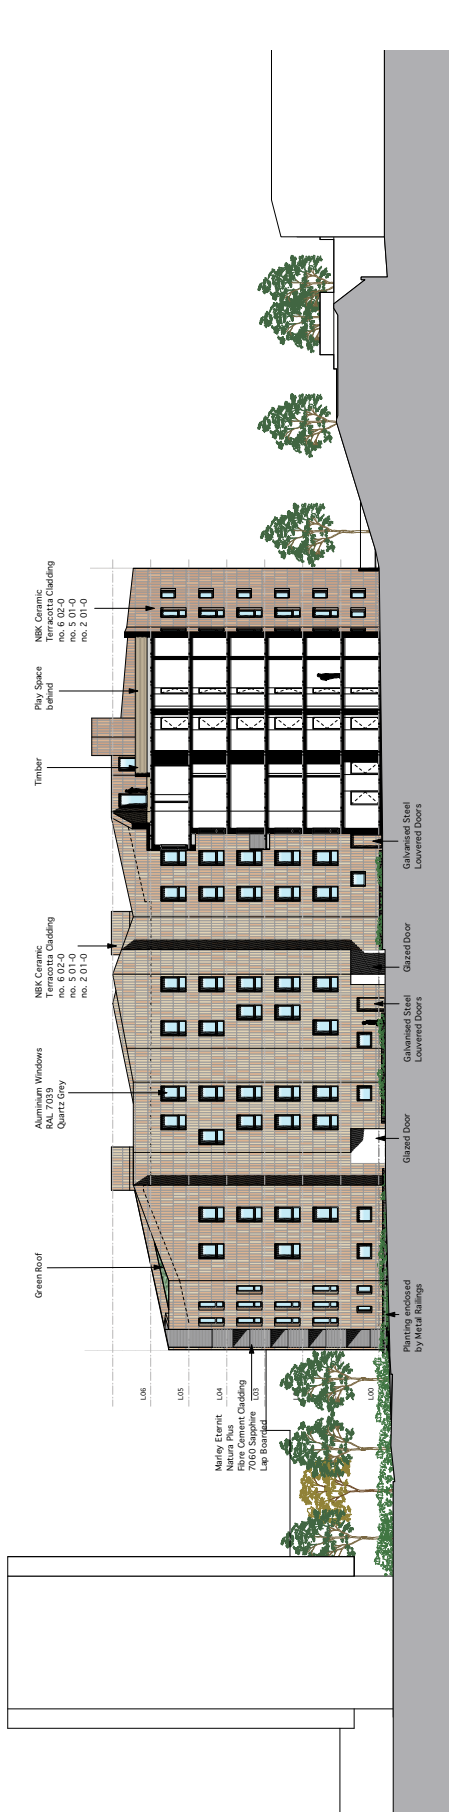 Green Roof
Aluminium Windows
RAL 7039
Quartz Grey
NBK Ceramic
Terracotta Cladding
no. 6 02-0
no. 5 01-0
no. 2 01-0
Timber
Play Space
behind
NBK Ceramic
Terracotta Cladding
no. 6 02-0
no. 5 01-0
no. 2 01-0
L06
L05
L04
L03
L00
Marley Eternit
Natura Plus
Fibre Cement Cladding
7060 Sapphire
Lap Boarded
Planting enclosed
by Metal Railings
Glazed Door
Galvanised Steel
Louvered Doors
Glazed Door
Galvanised Steel
Louvered Doors